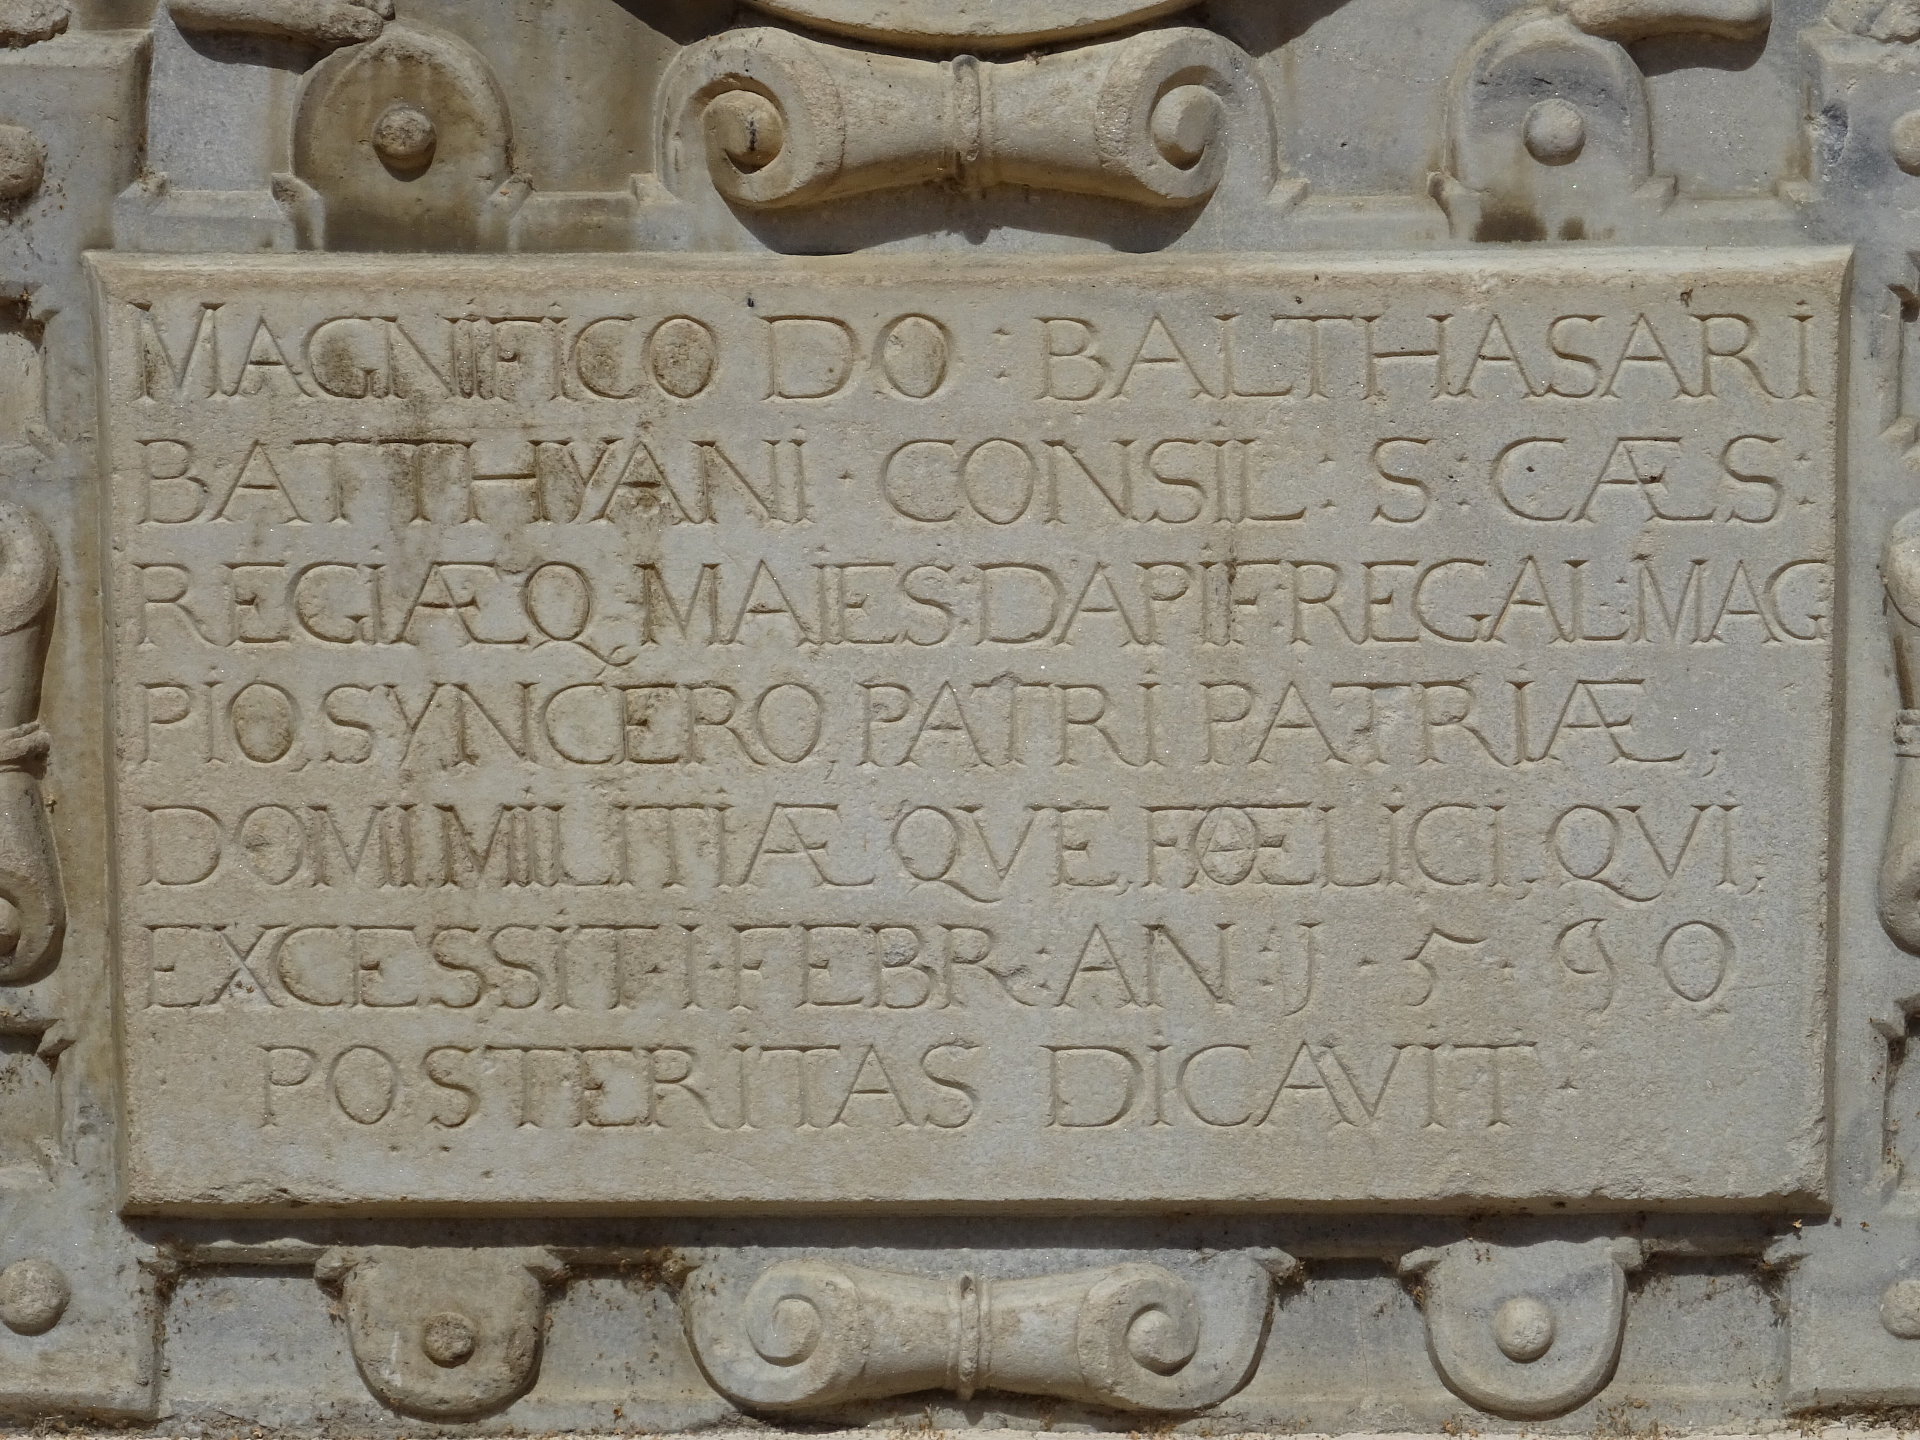 MAGNIFICO DO · BALTHASARI
BATTHYANI · CONSIL : S : CÆS :
REGIÆQ, MAIES: DAPIF: REGAL: MAG
PIO, SYNCERO, PATRI PATRIÆ,
DOMI. MILITIÆ QVE, FŒLICI, QVI,
EXCESSIT · I · FEBR : AN : 1 · 5 · 9 0
POSTERITAS DICAVIT ·